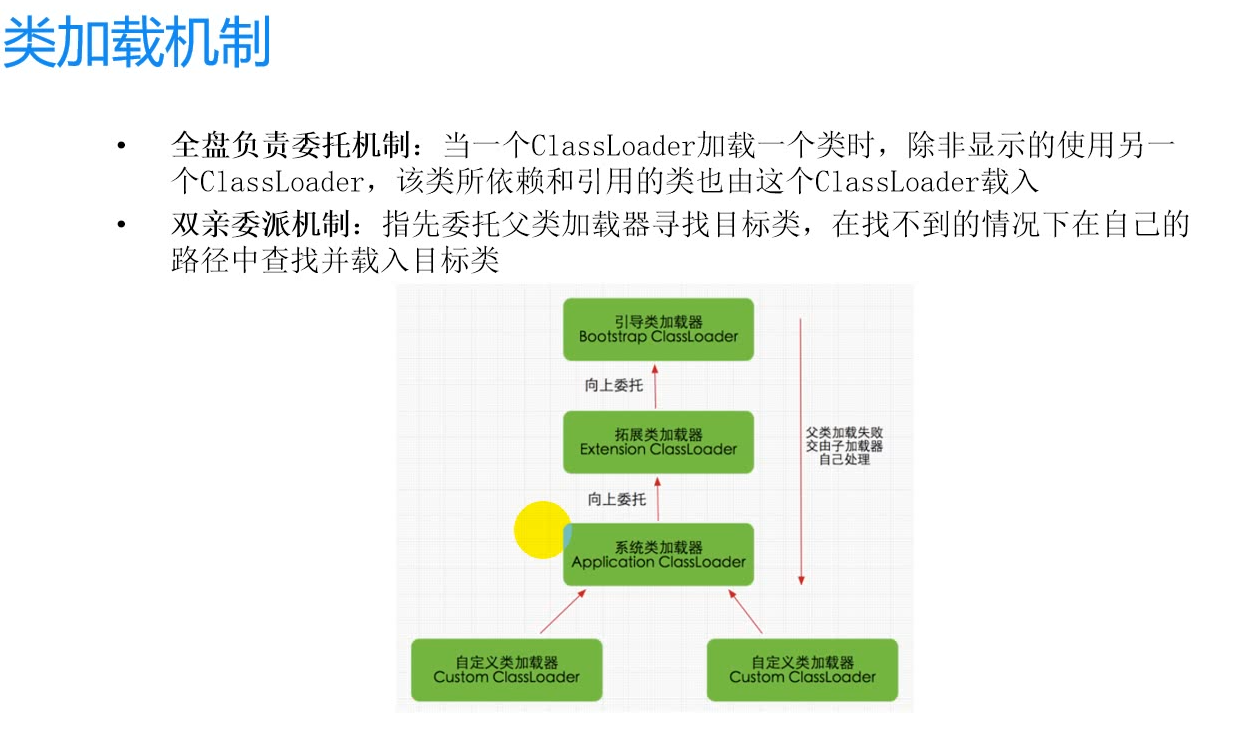 类加载机制
• 全盘负责委托机制：当一个ClassLoader加载一个类时，除非显示的使用另一
个ClassLoader，该类所依赖和引用的类也由这个ClassLoader载入
• 双亲委派机制：指先委托父类加载器寻找目标类，在找不到的情况下在自己的
路径中查找并载入目标类
引导类加载器
Bootstrap ClassLoader
向上委托
拓展类加载器
Extension ClassLoader
父类加载失败
交由子加载器
自己处理
向上委托
系统类加载器
Application ClassLoader
自定义类加载器
Custom ClassLoader
自定义类加载器
Custom ClassLoader